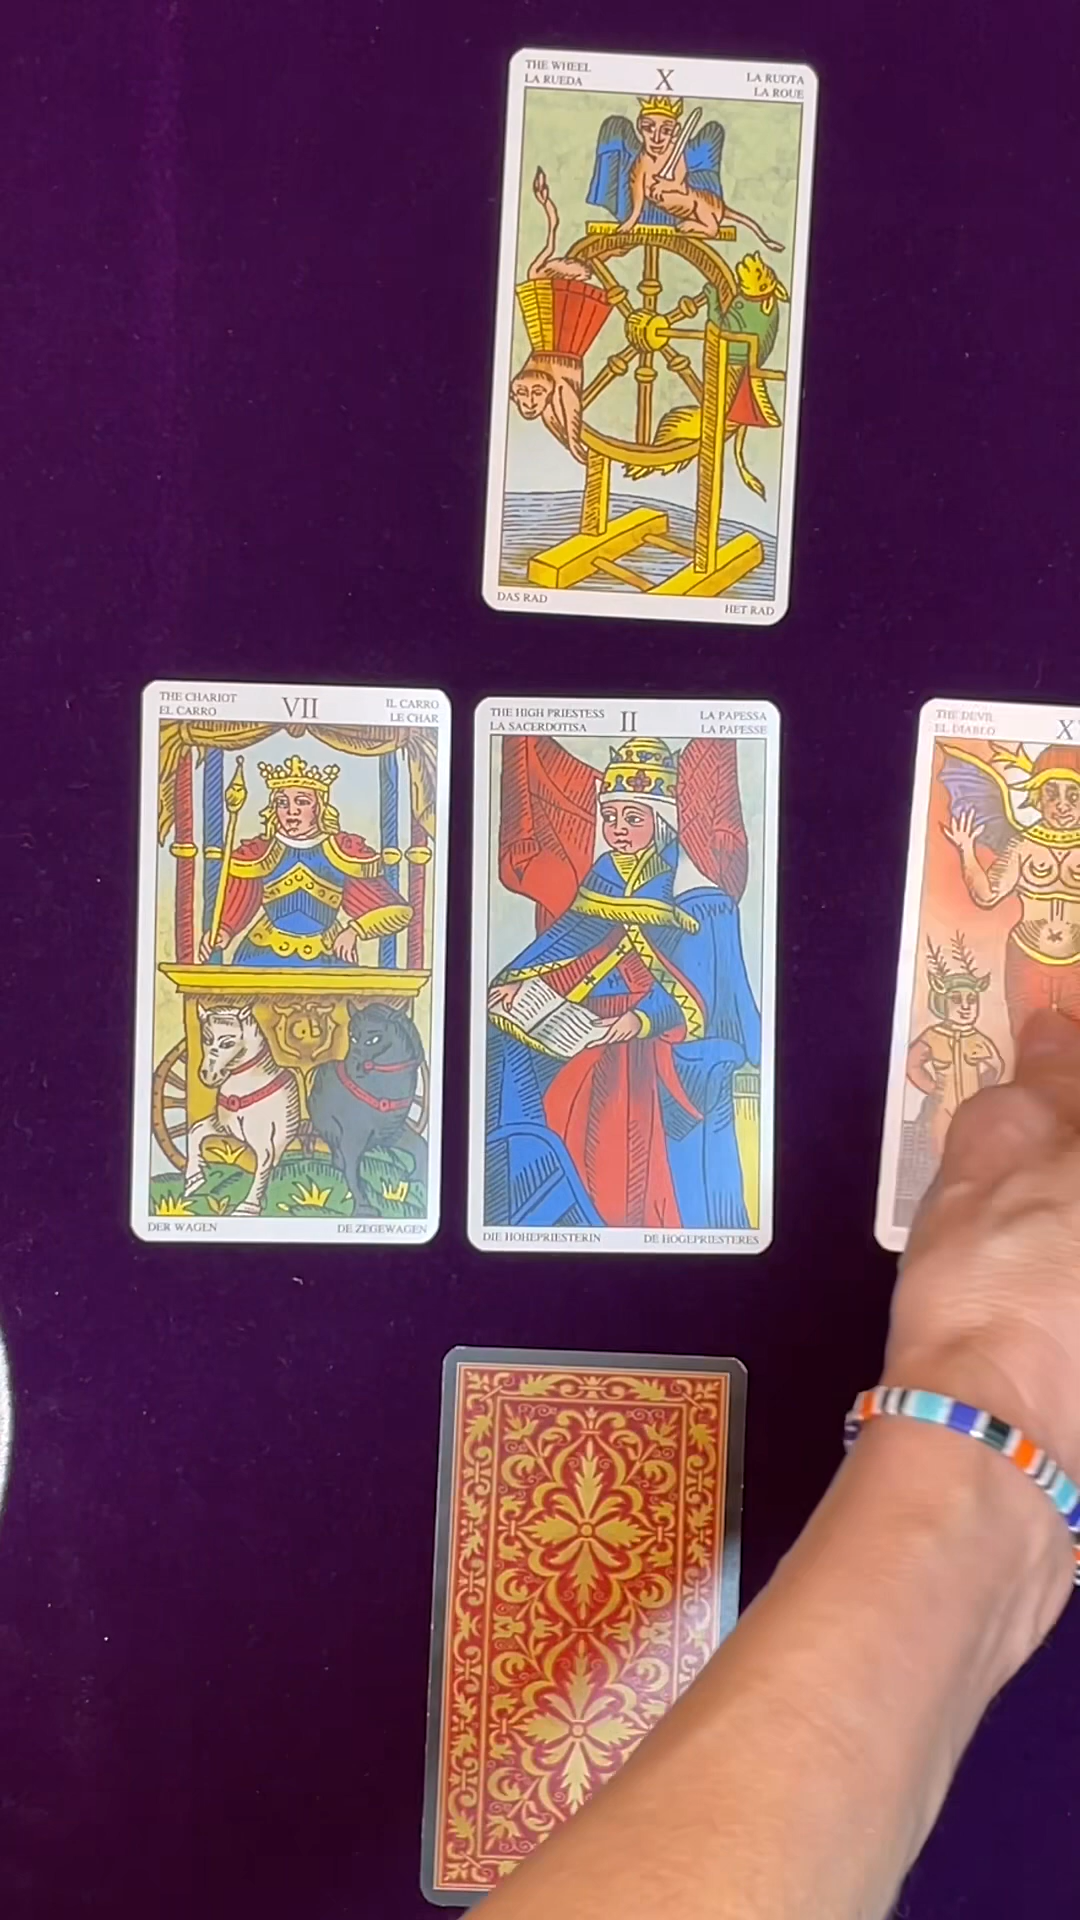 THE WHEEL
LA RUEDA
X
LA RUOTA
LA ROUE
DAS RAD
HET RAD
THE CHARIOT
EL CARRO
VII
IL CARRO
LE CHAR
DER WAGEN
DE ZEGEWAGEN
THE HIGH PRIESTESS
LA SACERDOTISA
II
LA PAPESSA
LA PAPESSE
DIE HOHEPRIESTERIN
DE HOGEPRIESTERES
THE DEVIL
EL DIABLO